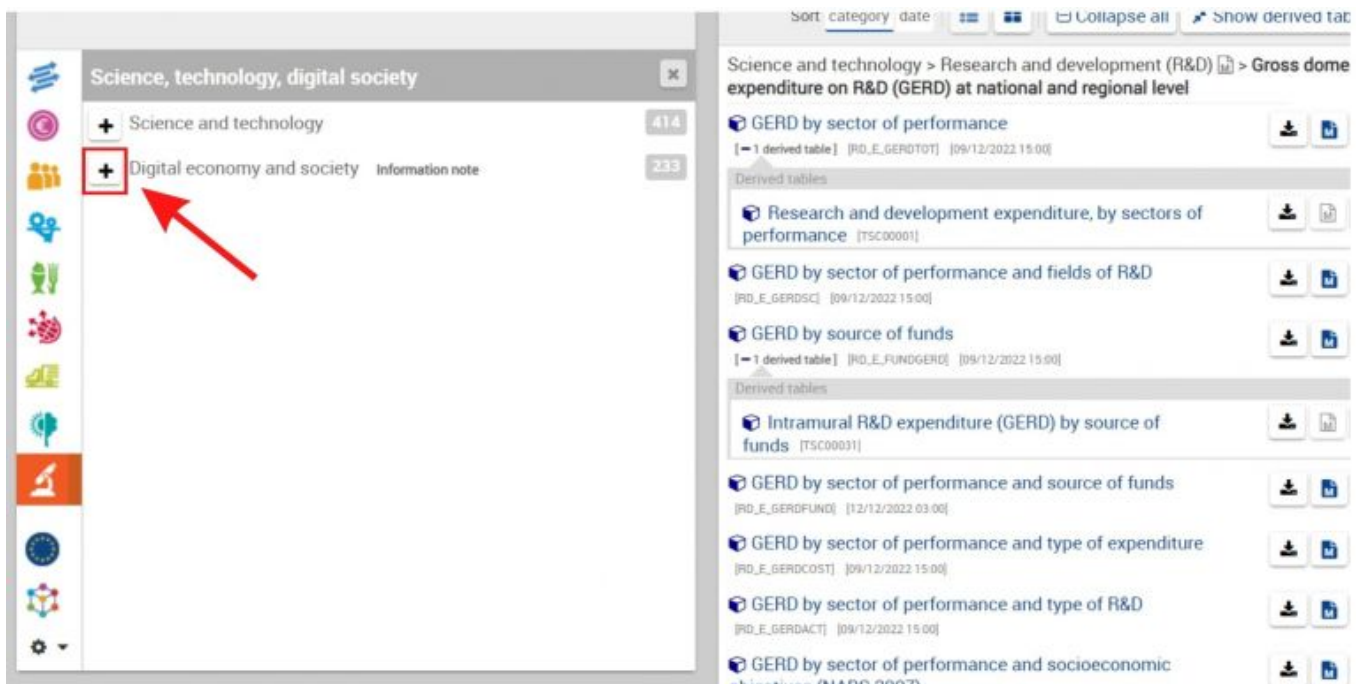 Sort category date Collapse all Show derived tab
Science, technology, digital society
Science and technology 414
Digital economy and society Information note 233
Science and technology > Research and development (R&D) > Gross dome
expenditure on R&D (GERD) at national and regional level
GERD by sector of performance
[ 1 derived table ] [RD_E_GERDTOT] [09/12/2022 15:00]
Derived tables
Research and development expenditure, by sectors of
performance [TSC00001]
GERD by sector of performance and fields of R&D
[RD_E_GERDSC] [09/12/2022 15:00]
GERD by source of funds
[ 1 derived table ] [RD_E_FUNDGERD] [09/12/2022 15:00]
Derived tables
Intramural R&D expenditure (GERD) by source of
funds [TSC00031]
GERD by sector of performance and source of funds
[RD_E_GERDFUND] [12/12/2022 03:00]
GERD by sector of performance and type of expenditure
[RD_E_GERDCOST] [09/12/2022 15:00]
GERD by sector of performance and type of R&D
[RD_E_GERDACT] [09/12/2022 15:00]
GERD by sector of performance and socioeconomic
objectives (NABS 2007)